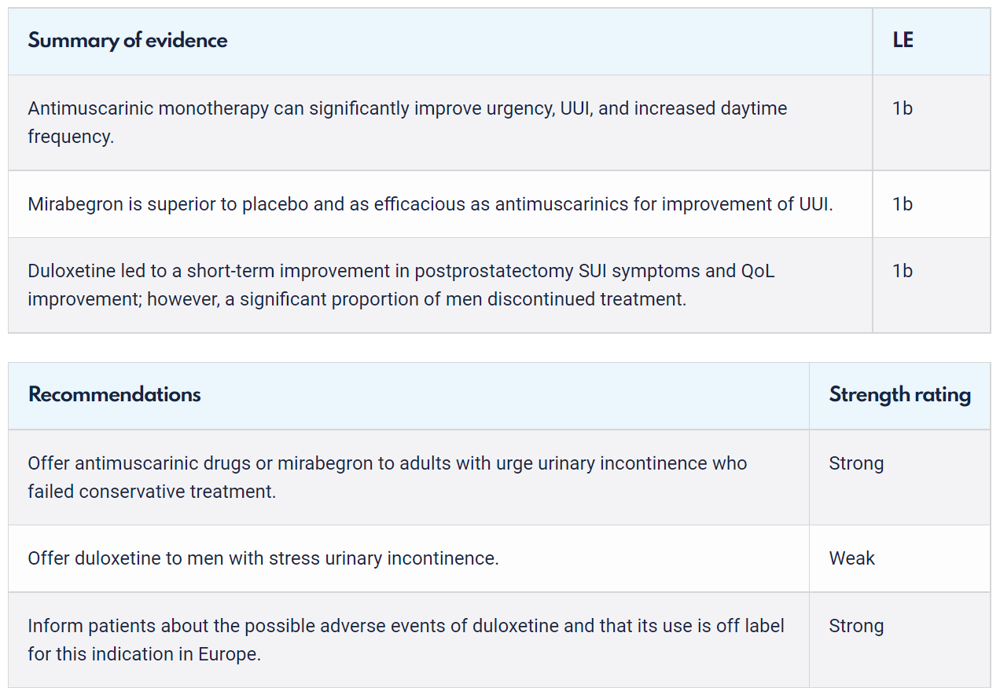 Summary of evidence LE
Antimuscarinic monotherapy can significantly improve urgency, UUI, and increased daytime 1b
frequency.
Mirabegron is superior to placebo and as efficacious as antimuscarinics for improvement of UUI. 1b
Duloxetine led to a short-term improvement in postprostatectomy SUI symptoms and QoL 1b
improvement; however, a significant proportion of men discontinued treatment.
Recommendations Strength rating
Offer antimuscarinic drugs or mirabegron to adults with urge urinary incontinence who Strong
failed conservative treatment.
Offer duloxetine to men with stress urinary incontinence. Weak
Inform patients about the possible adverse events of duloxetine and that its use is off label Strong
for this indication in Europe.